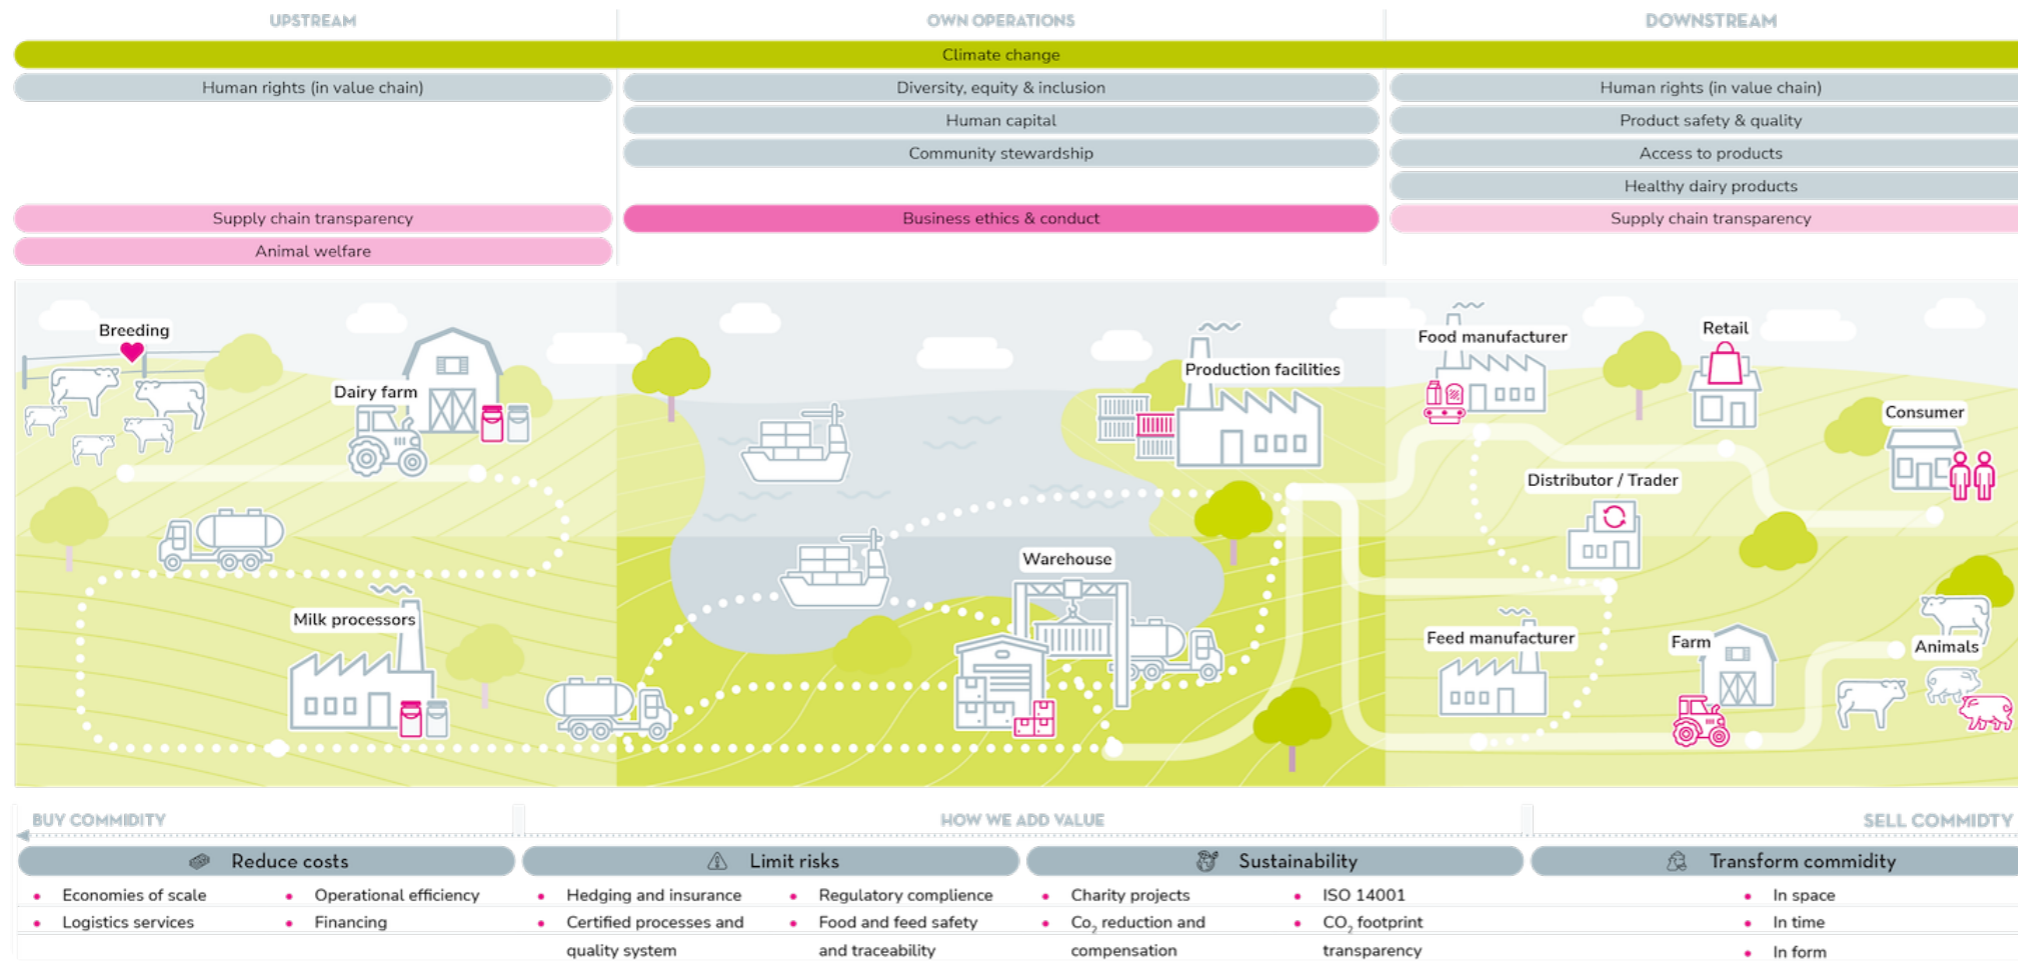 UPSTREAM
OWN OPERATIONS
DOWNSTREAM
Climate change
Human rights (in value chain)
Diversity, equity & inclusion
Human rights (in value chain)
Human capital
Product safety & quality
Community stewardship
Access to products
Healthy dairy products
Supply chain transparency
Business ethics & conduct
Supply chain transparency
Animal welfare
Breeding
Dairy farm
Production facilities
Food manufacturer
Retail
Consumer
Distributor / Trader
Warehouse
Milk processors
Feed manufacturer
Farm
Animals
BUY COMMIDITY
HOW WE ADD VALUE
SELL COMMIDTY
Reduce costs
Economies of scale
Logistics services
Operational efficiency
Financing
Limit risks
Hedging and insurance
Certified processes and
quality system
Regulatory complience
Food and feed safety
and traceability
Sustainability
Charity projects
Co₂ reduction and
compensation
ISO 14001
CO₂ footprint
transparency
Transform commidity
In space
In time
In form